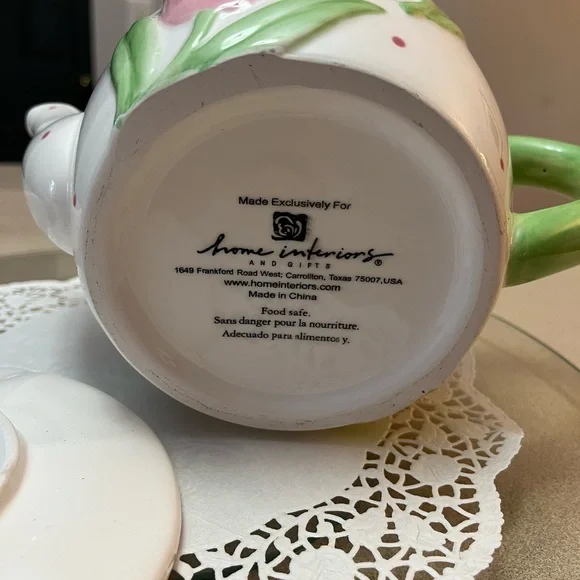 Made Exclusively For
home interiors®
AND GIFTS
1649 Frankford Road West; Carrollton, Texas 75007,USA
www.homeinteriors.com
Made in China
Food safe.
Sans danger pour la nourriture.
Adecuado para alimentos y.